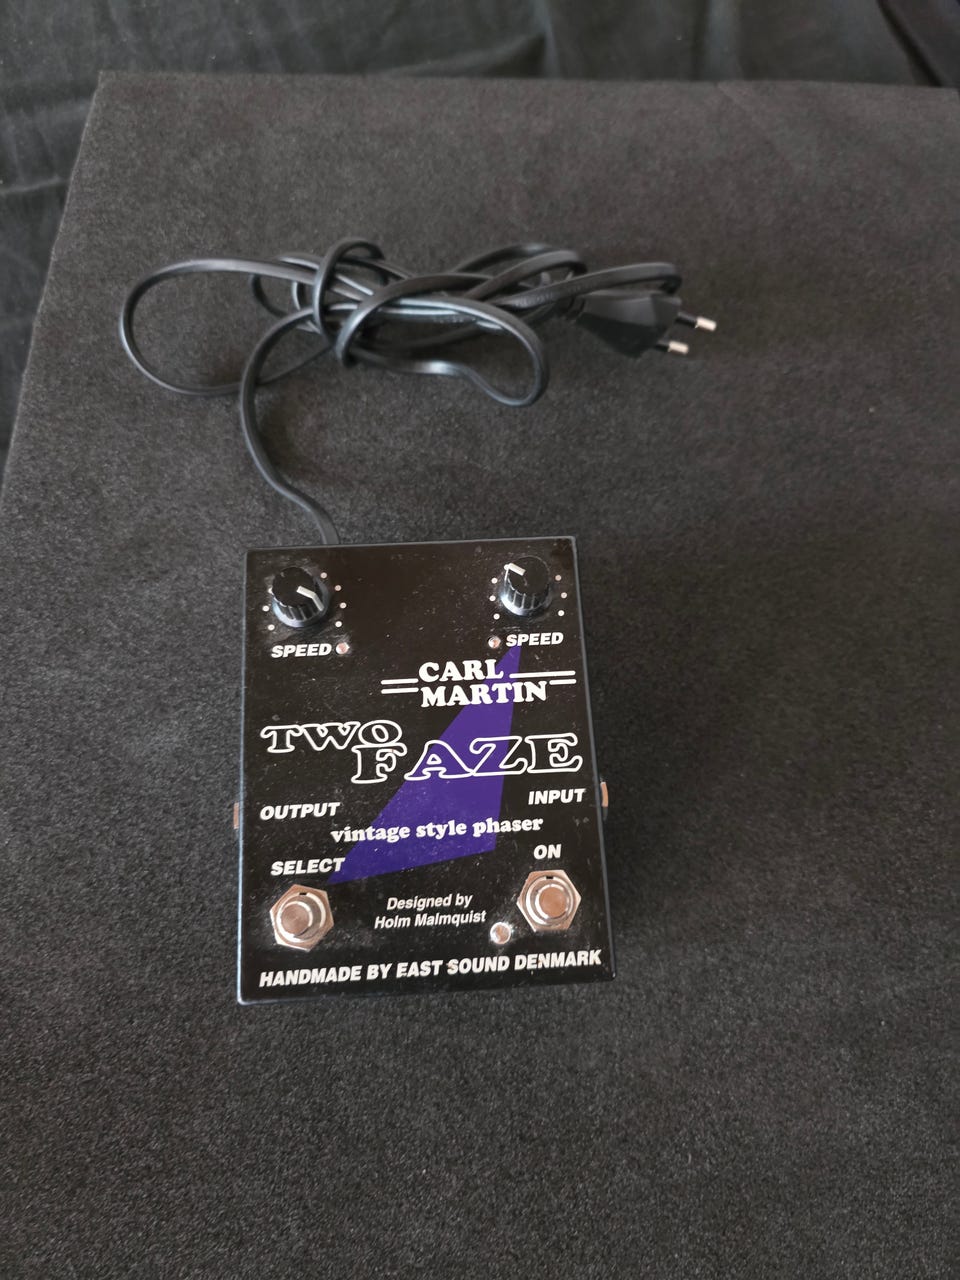 SPEED
SPEED
CARL
MARTIN
TWO
FAZE
OUTPUT
INPUT
vintage style phaser
SELECT
ON
Designed by
Holm Malmquist
HANDMADE BY EAST SOUND DENMARK